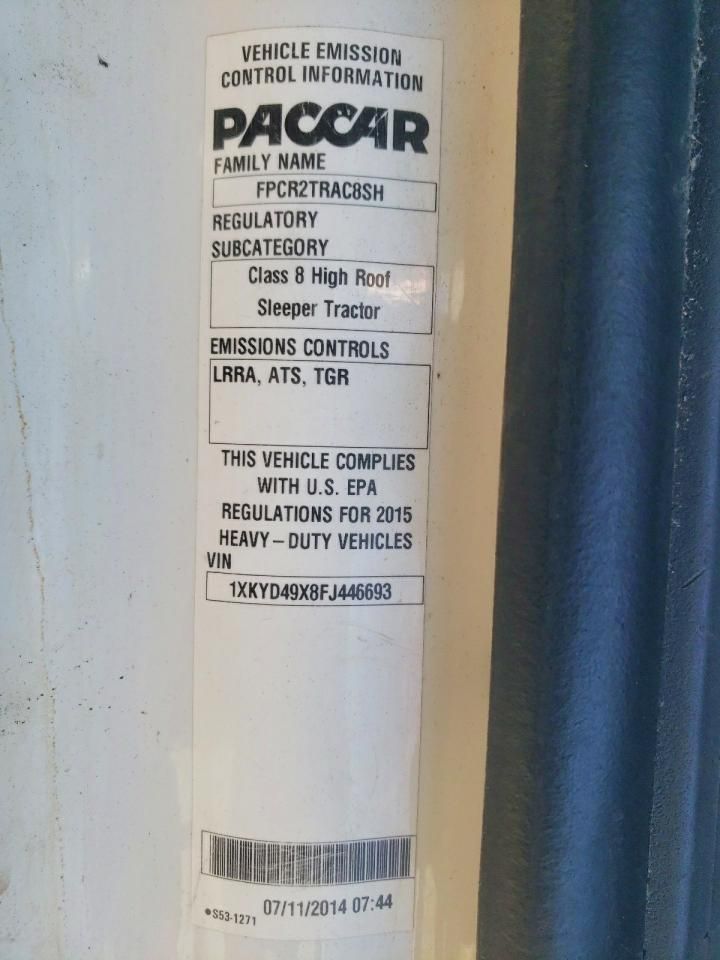 VEHICLE EMISSION
CONTROL INFORMATION
PACCAR
FAMILY NAME
FPCR2TRAC8SH
REGULATORY
SUBCATEGORY
Class 8 High Roof
Sleeper Tractor
EMISSIONS CONTROLS
LRRA, ATS, TGR
THIS VEHICLE COMPLIES
WITH U.S. EPA
REGULATIONS FOR 2015
HEAVY – DUTY VEHICLES
VIN
1XKYD49X8FJ446693
●S53-1271 07/11/2014 07:44